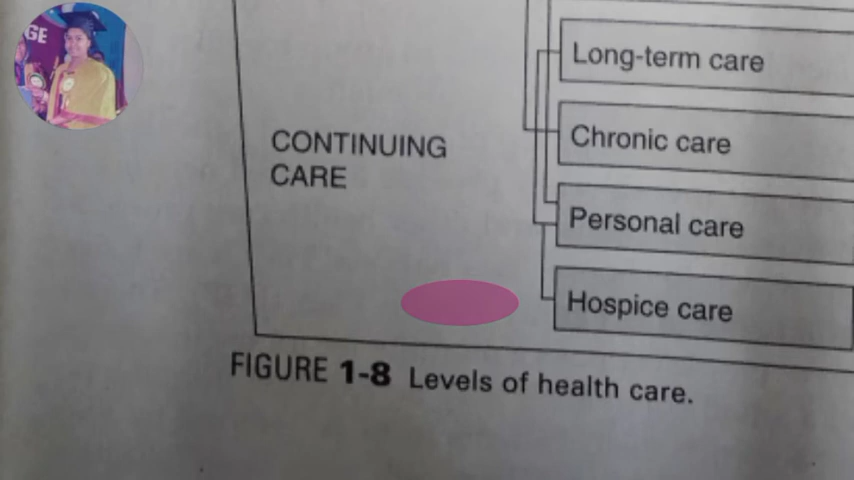 GE
Long-term care
Chronic care
CONTINUING
CARE
Personal care
Hospice care
FIGURE 1-8 Levels of health care.